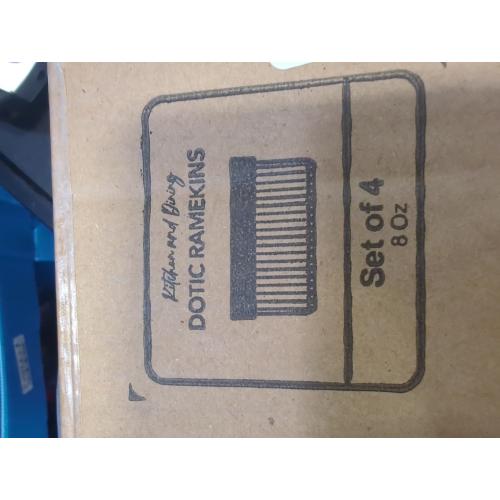 Kitchen and Dining
DOTIC RAMEKINS
Set of 4
8 Oz